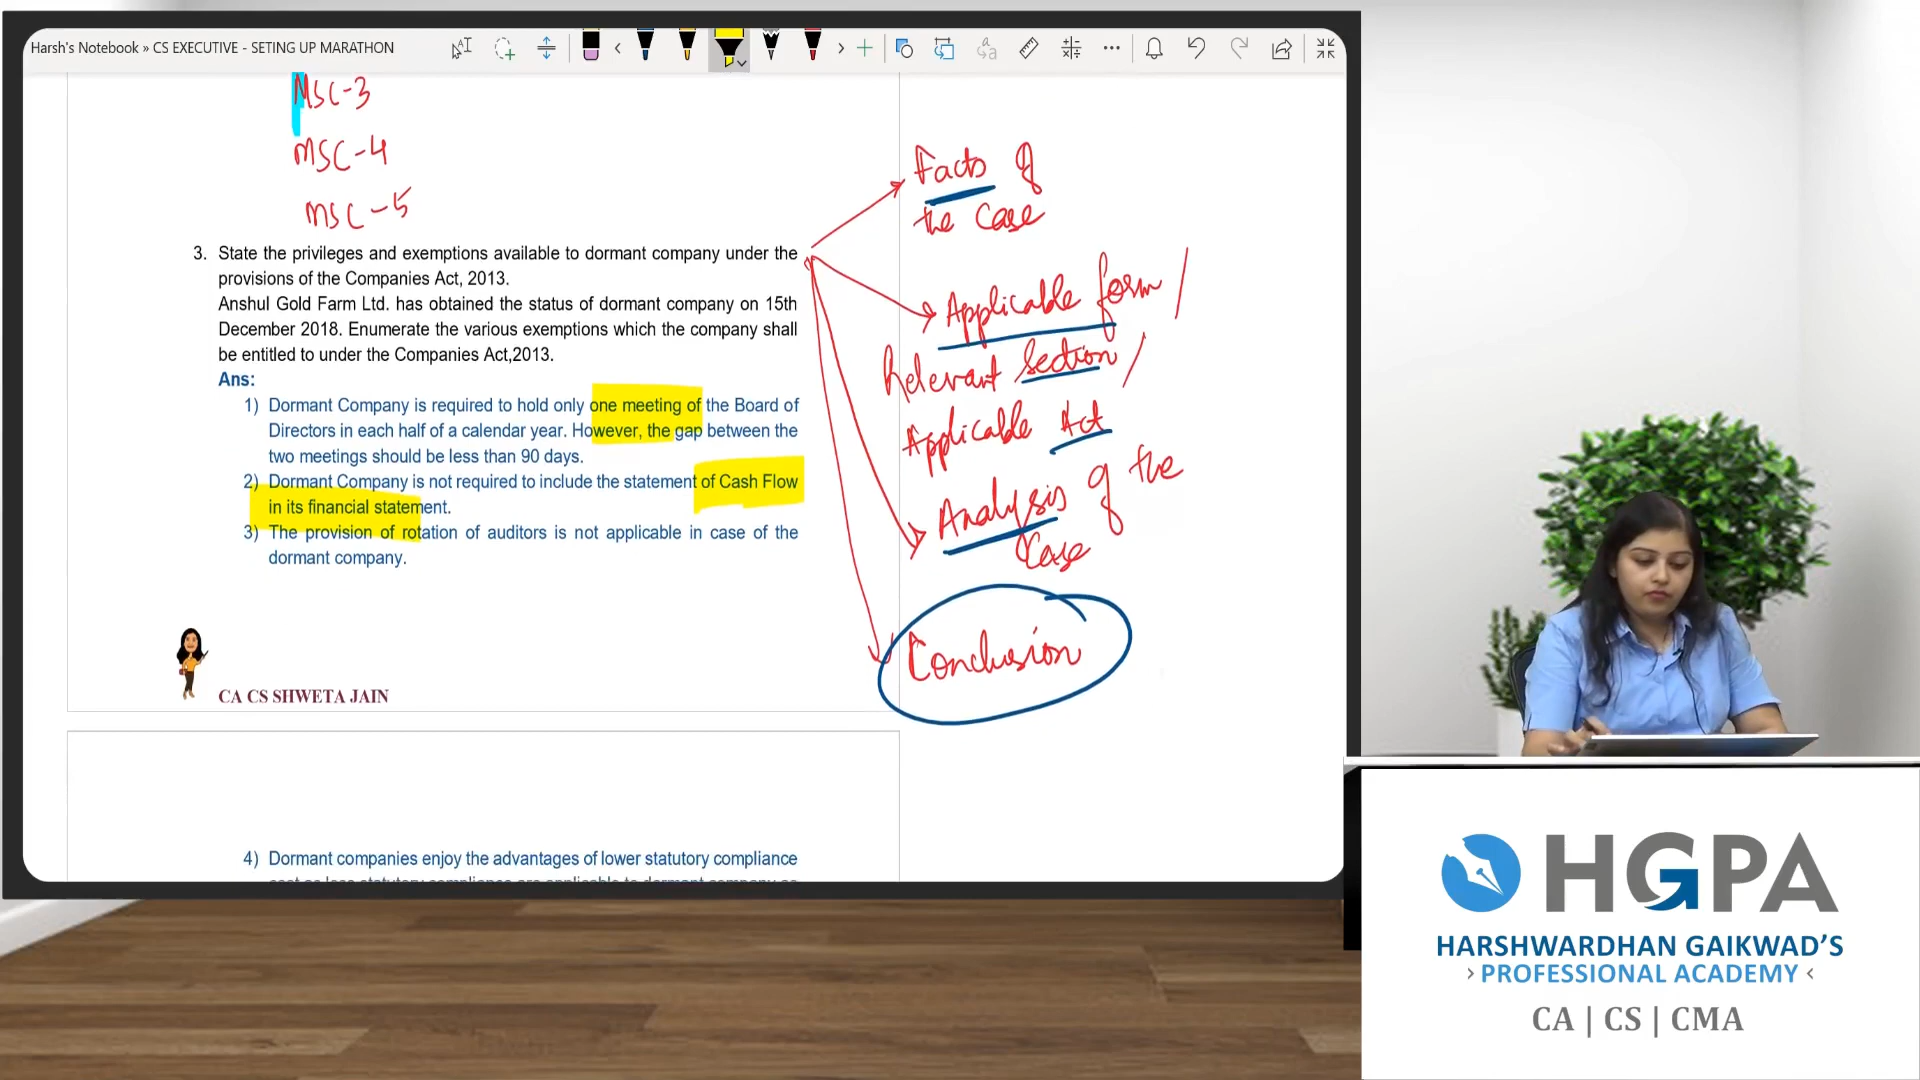 Harsh's Notebook » CS EXECUTIVE - SETING UP MARATHON
MSC-3
MSC-4
MSC-5
3. State the privileges and exemptions available to dormant company under the
provisions of the Companies Act, 2013.
Anshul Gold Farm Ltd. has obtained the status of dormant company on 15th
December 2018. Enumerate the various exemptions which the company shall
be entitled to under the Companies Act,2013.
Ans:
1) Dormant Company is required to hold only one meeting of the Board of
Directors in each half of a calendar year. However, the gap between the
two meetings should be less than 90 days.
2) Dormant Company is not required to include the statement of Cash Flow
in its financial statement.
3) The provision of rotation of auditors is not applicable in case of the
dormant company.
CA CS SHWETA JAIN
4) Dormant companies enjoy the advantages of lower statutory compliance
Facts of
the Case
Applicable form /
Relevant Section /
Applicable Act
Analysis of the
Case
Conclusion
HGPA
HARSHWARDHAN GAIKWAD'S
› PROFESSIONAL ACADEMY ‹
CA | CS | CMA